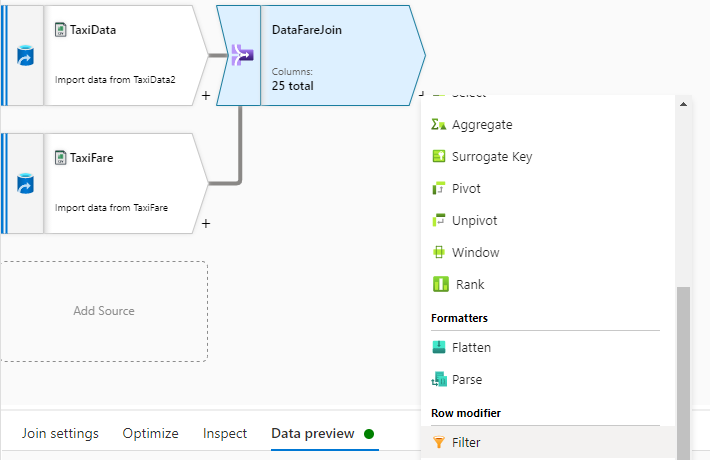 TaxiData
Import data from TaxiData2
+
DataFareJoin
Columns:
25 total
TaxiFare
Import data from TaxiFare
+
Add Source
Select
Aggregate
Surrogate Key
Pivot
Unpivot
Window
Rank
Formatters
Flatten
Parse
Row modifier
Filter
Join settings
Optimize
Inspect
Data preview